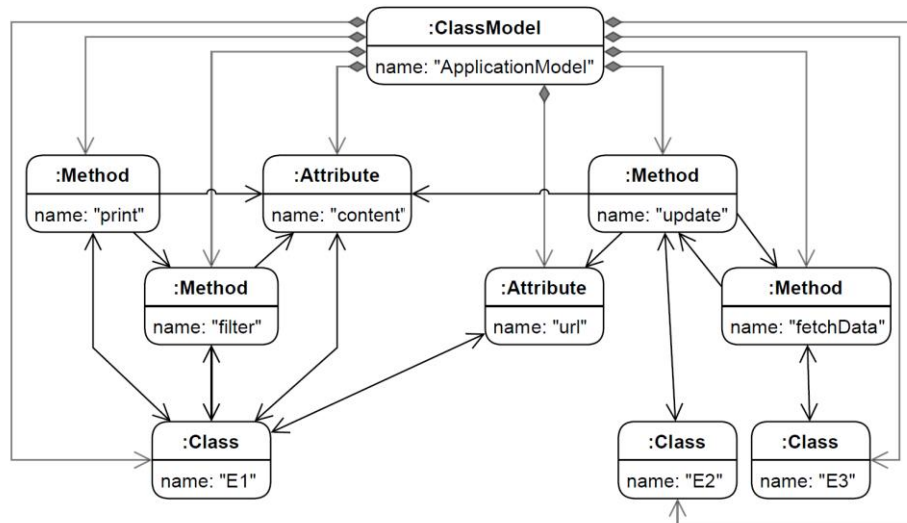 :ClassModel
name: "ApplicationModel"
:Method
name: "print"
:Attribute
name: "content"
:Method
name: "update"
:Method
name: "filter"
:Attribute
name: "url"
:Method
name: "fetchData"
:Class
name: "E1"
:Class
name: "E2"
:Class
name: "E3"